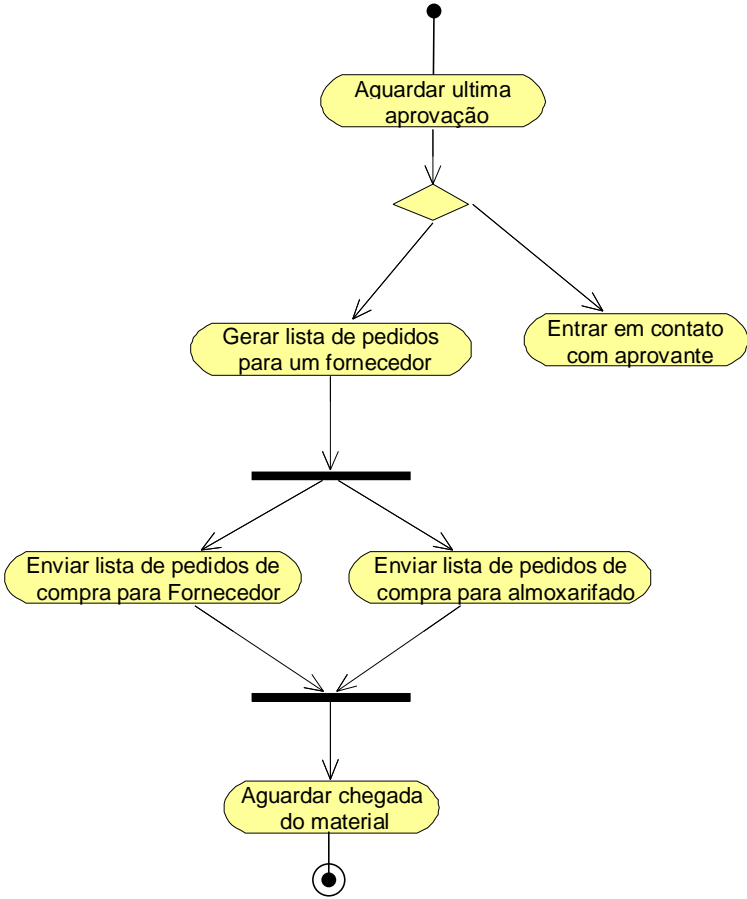 Aguardar ultima
aprovação
Gerar lista de pedidos
para um fornecedor
Entrar em contato
com aprovante
Enviar lista de pedidos de
compra para Fornecedor
Enviar lista de pedidos de
compra para almoxarifado
Aguardar chegada
do material